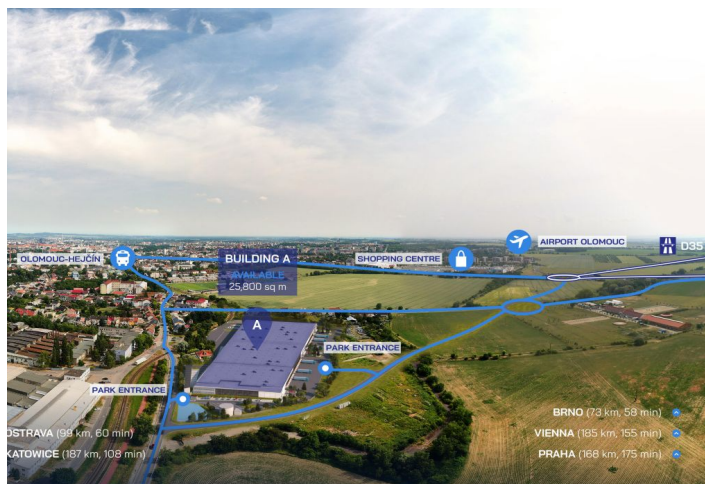 OLOMOUC-HEJČÍN
BUILDING A
AVAILABLE
25,800 sq m
SHOPPING CENTRE
AIRPORT OLOMOUC
D35
A
PARK ENTRANCE
PARK ENTRANCE
OSTRAVA (99 km, 60 min)
KATOWICE (187 km, 108 min)
BRNO (73 km, 58 min)
VIENNA (185 km, 155 min)
PRAHA (168 km, 175 min)